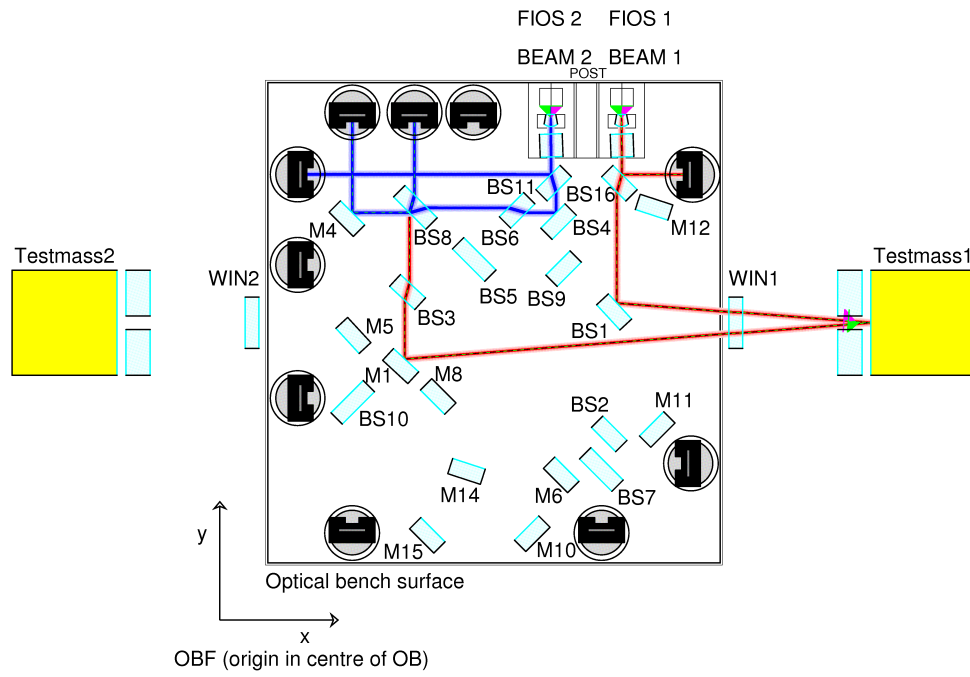 FIOS 2 FIOS 1
BEAM 2 BEAM 1
POST
BS11 BS16
M4 BS8 BS6 BS4 M12
Testmass2 WIN2 BS5 BS9 WIN1 Testmass1
BS3 BS1
M5
M1 M8
BS10 BS2 M11
M14 M6 BS7
M15 M10
y
Optical bench surface
x
OBF (origin in centre of OB)